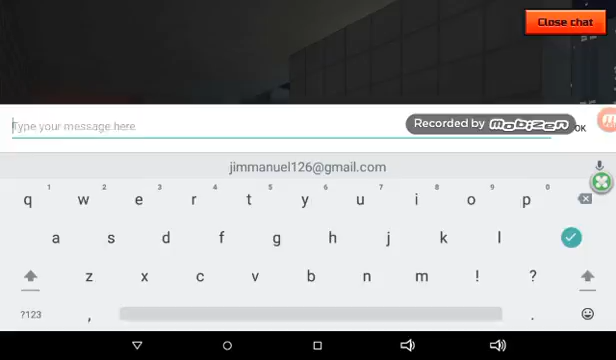 Close chat
Type your message here
Recorded by MOBIZEN
OK
jimmanuel126@gmail.com
1 2 3 4 5 6 7 8 9 0
q w e r t y u i o p
a s d f g h j k l
z x c v b n m ! ?
?123 , .